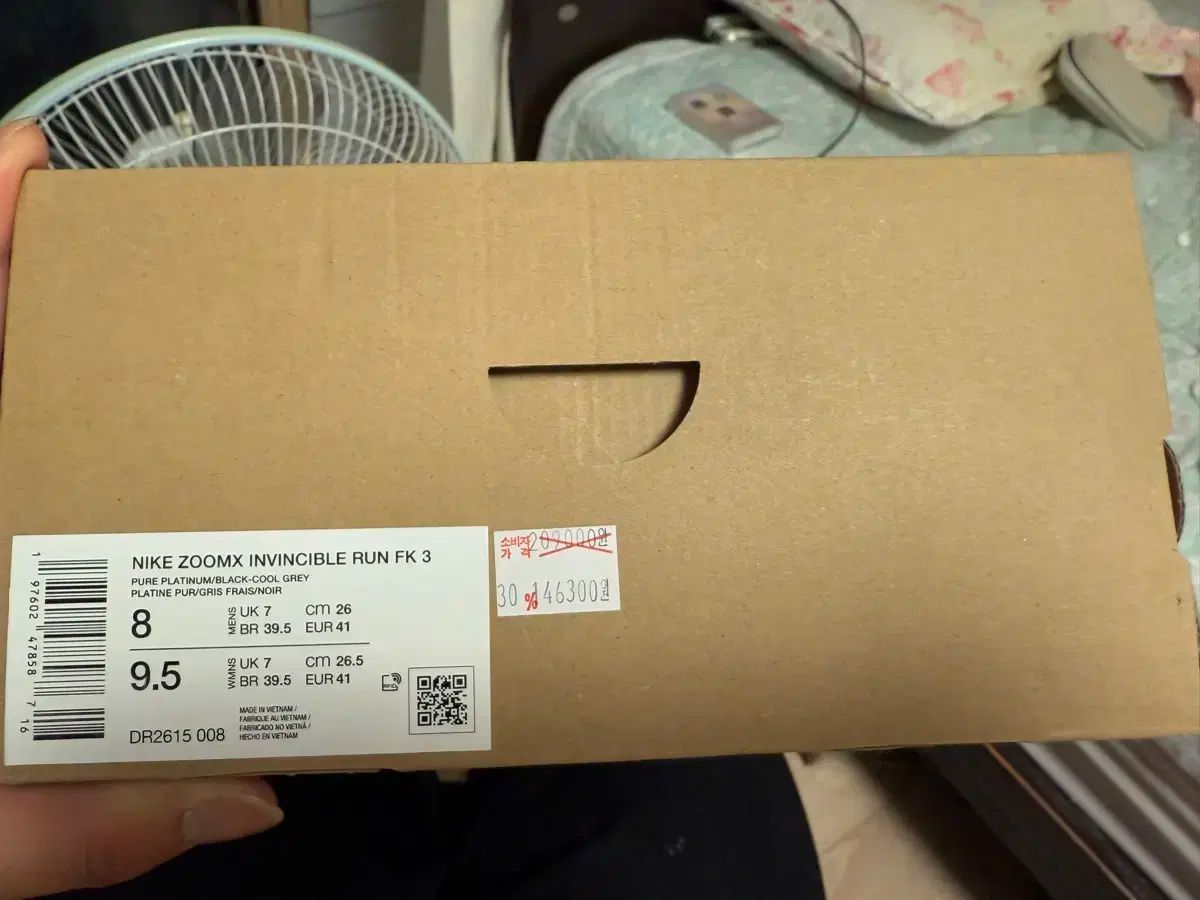 NIKE ZOOMX INVINCIBLE RUN FK 3
PURE PLATINUM/BLACK-COOL GREY
PLATINE PUR/GRIS FRAIS/NOIR
8 MENS UK 7 cm 26
BR 39.5 EUR 41
9.5 WMNS UK 7 cm 26.5
BR 39.5 EUR 41
RFID
MADE IN VIETNAM /
FABRIQUE AU VIETNAM /
FABRICADO NO VIETNÃ /
HECHO EN VIETNAM
DR2615 008
1 97602 47858 7 16
소비자 209000원
가 격
30 % 146300원